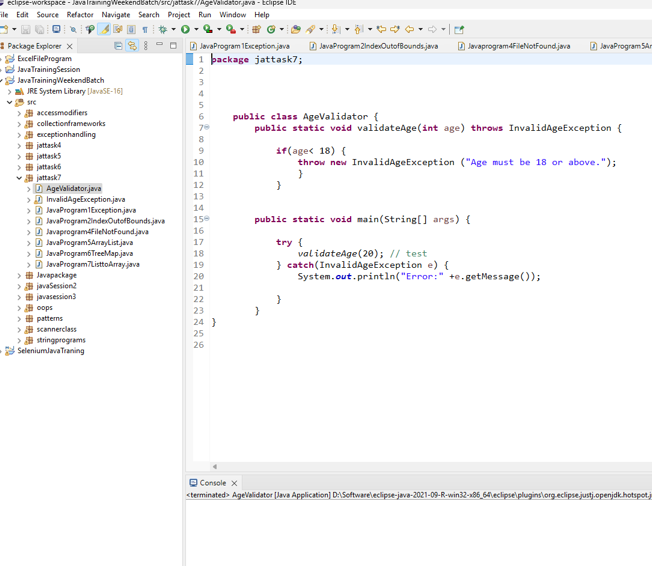 eclipse-workspace - JavaTrainingWeekendBatch/src/jattask7/AgeValidator.java - Eclipse IDE
File Edit Source Refactor Navigate Search Project Run Window Help
Package Explorer
ExcelFileProgram
JavaTrainingSession
JavaTrainingWeekendBatch
JRE System Library [JavaSE-16]
src
accessmodifiers
collectionframeworks
exceptionhandling
jattask4
jattask5
jattask6
jattask7
AgeValidator.java
InvalidAgeException.java
JavaProgram1Exception.java
JavaProgram2IndexOutofBounds.java
Javaprogram4FileNotFound.java
JavaProgram5ArrayList.java
JavaProgram6TreeMap.java
JavaProgram7ListtoArray.java
Javapackage
javaSession2
javasession3
oops
patterns
scannerclass
stringprograms
SeleniumJavaTraning
JavaProgram1Exception.java JavaProgram2IndexOutofBounds.java Javaprogram4FileNotFound.java JavaProgram5Ar
1 package jattask7;
2
3
4
5
6 public class AgeValidator {
7 public static void validateAge(int age) throws InvalidAgeException {
8
9 if(age< 18) {
10 throw new InvalidAgeException ("Age must be 18 or above.");
11 }
12 }
13
14
15 public static void main(String[] args) {
16
17 try {
18 validateAge(20); // test
19 } catch(InvalidAgeException e) {
20 System.out.println("Error:" +e.getMessage());
21
22 }
23 }
24 }
25
26
Console
<terminated> AgeValidator [Java Application] D:\Software\eclipse-java-2021-09-R-win32-x86_64\eclipse\plugins\org.eclipse.justj.openjdk.hotspot.j